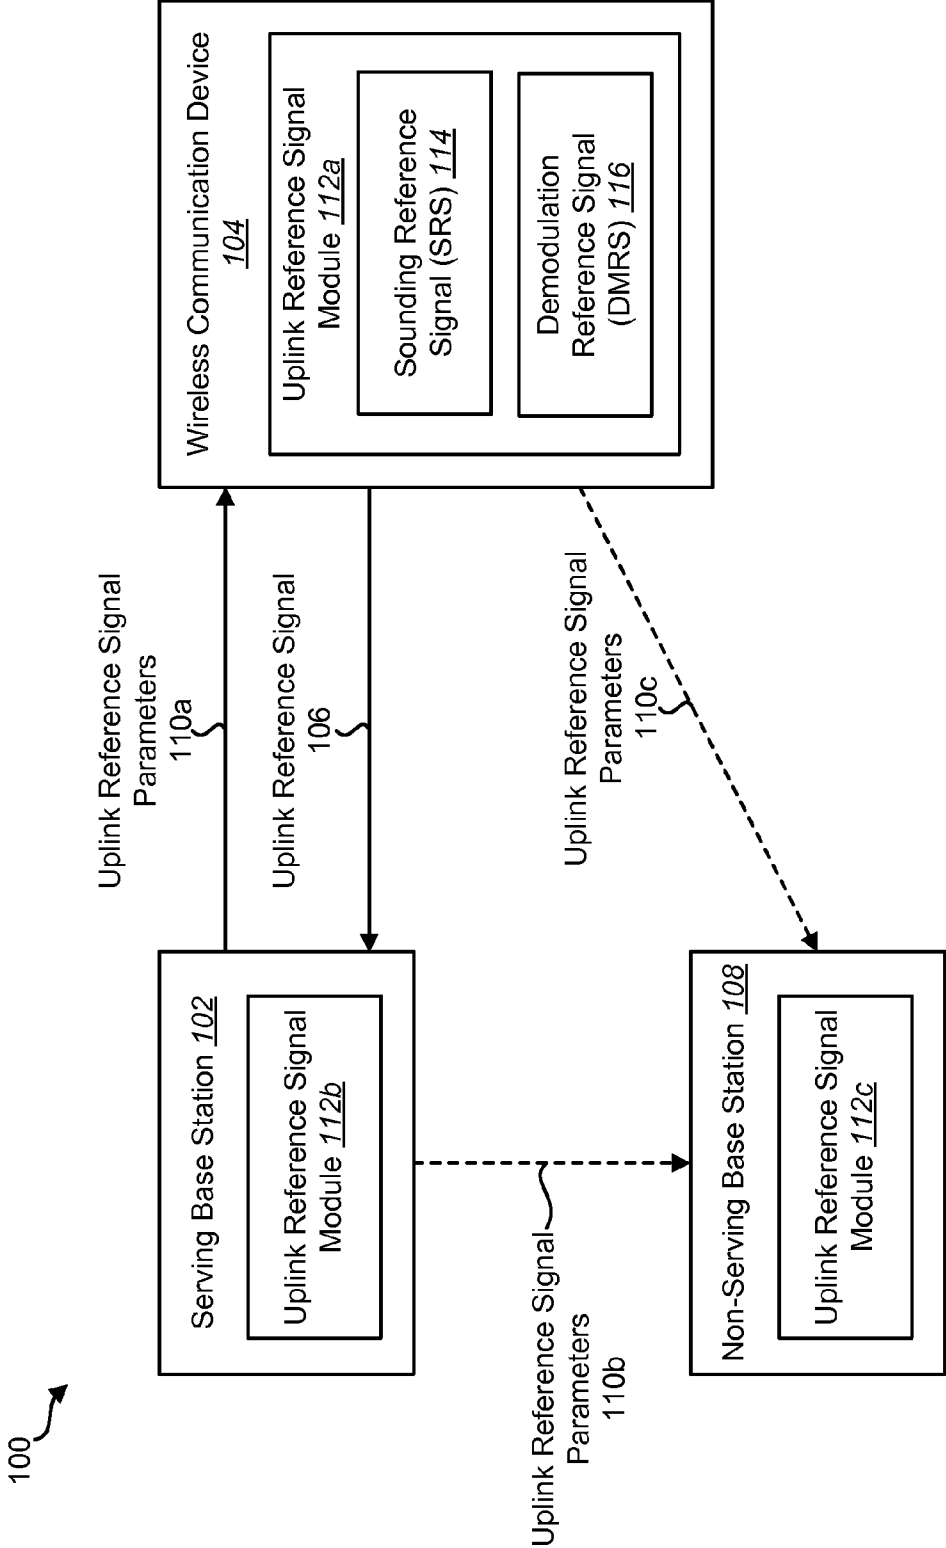 100
Serving Base Station 102
Uplink Reference Signal
Module 112b
Uplink Reference Signal
Parameters
110a
Uplink Reference Signal
106
Wireless Communication Device
104
Uplink Reference Signal
Module 112a
Sounding Reference
Signal (SRS) 114
Demodulation
Reference Signal
(DMRS) 116
Uplink Reference Signal
Parameters
110b
Uplink Reference Signal
Parameters
110c
Non-Serving Base Station 108
Uplink Reference Signal
Module 112c